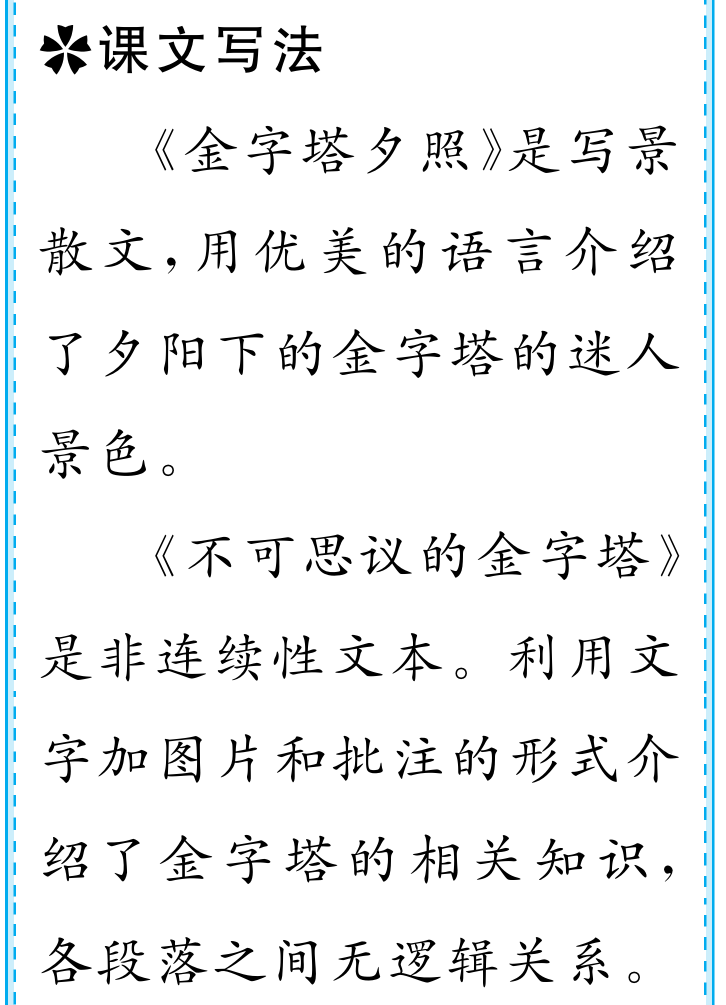 课文写法
《金字塔夕照》是写景
散文,用优美的语言介绍
了夕阳下的金字塔的迷人
景色。
《不可思议的金字塔》
是非连续性文本。利用文
字加图片和批注的形式介
绍了金字塔的相关知识,
各段落之间无逻辑关系。